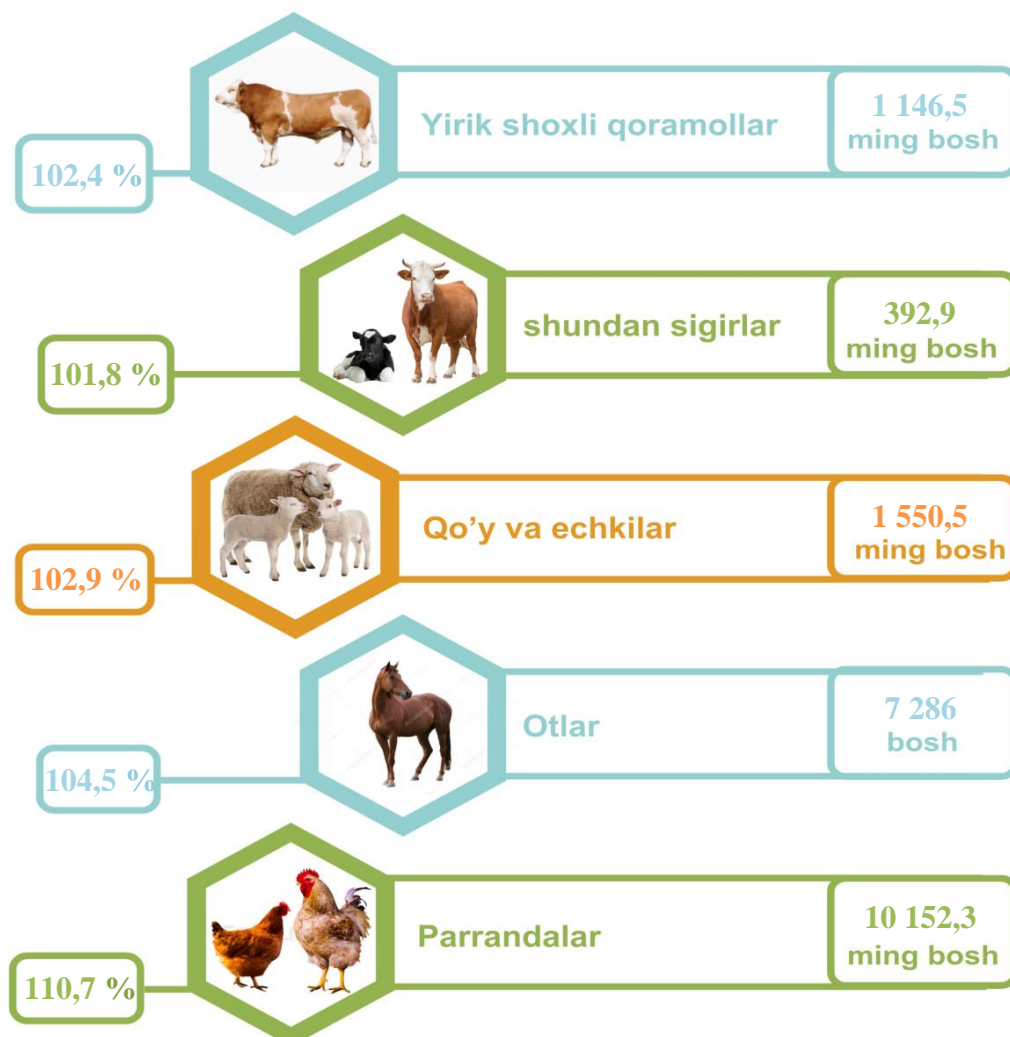 Yirik shoxli qoramollar
1 146,5
ming bosh
102,4 %
shundan sigirlar
392,9
ming bosh
101,8 %
Qo’y va echkilar
1 550,5
ming bosh
102,9 %
Otlar
7 286
bosh
104,5 %
Parrandalar
10 152,3
ming bosh
110,7 %